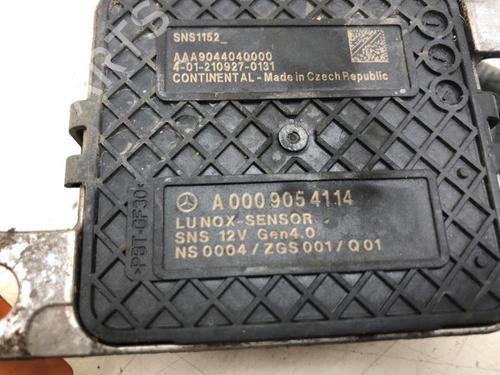 SNS1152_
AAA9044040000
4-01-210927-0131
CONTINENTAL - Made in Czech Republic
A 000 905 41 14
LUNOX-SENSOR
SNS 12V Gen4.0
NS 0004 / ZGS 001 / Q 01
>PBT-GF30<